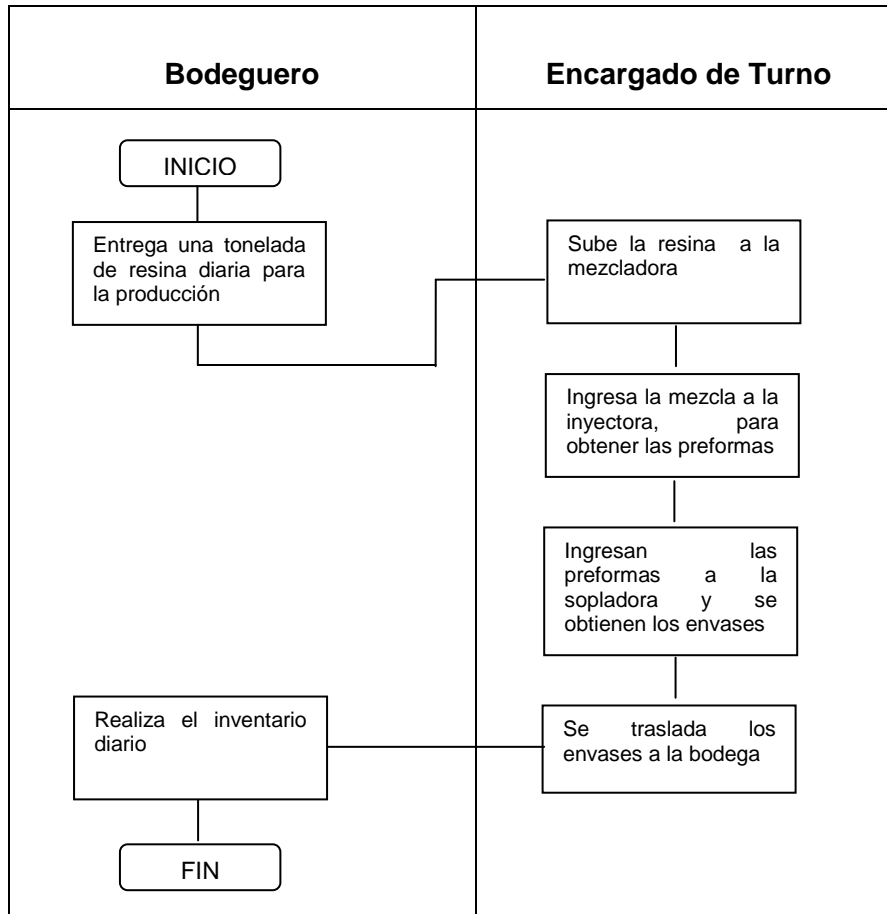 Bodeguero
Encargado de Turno
INICIO
Entrega una tonelada
de resina diaria para
la producción
Sube la resina a la
mezcladora
Ingresa la mezcla a la
inyectora, para
obtener las preformas
Ingresan las
preformas a la
sopladora y se
obtienen los envases
Se traslada los
envases a la bodega
Realiza el inventario
diario
FIN